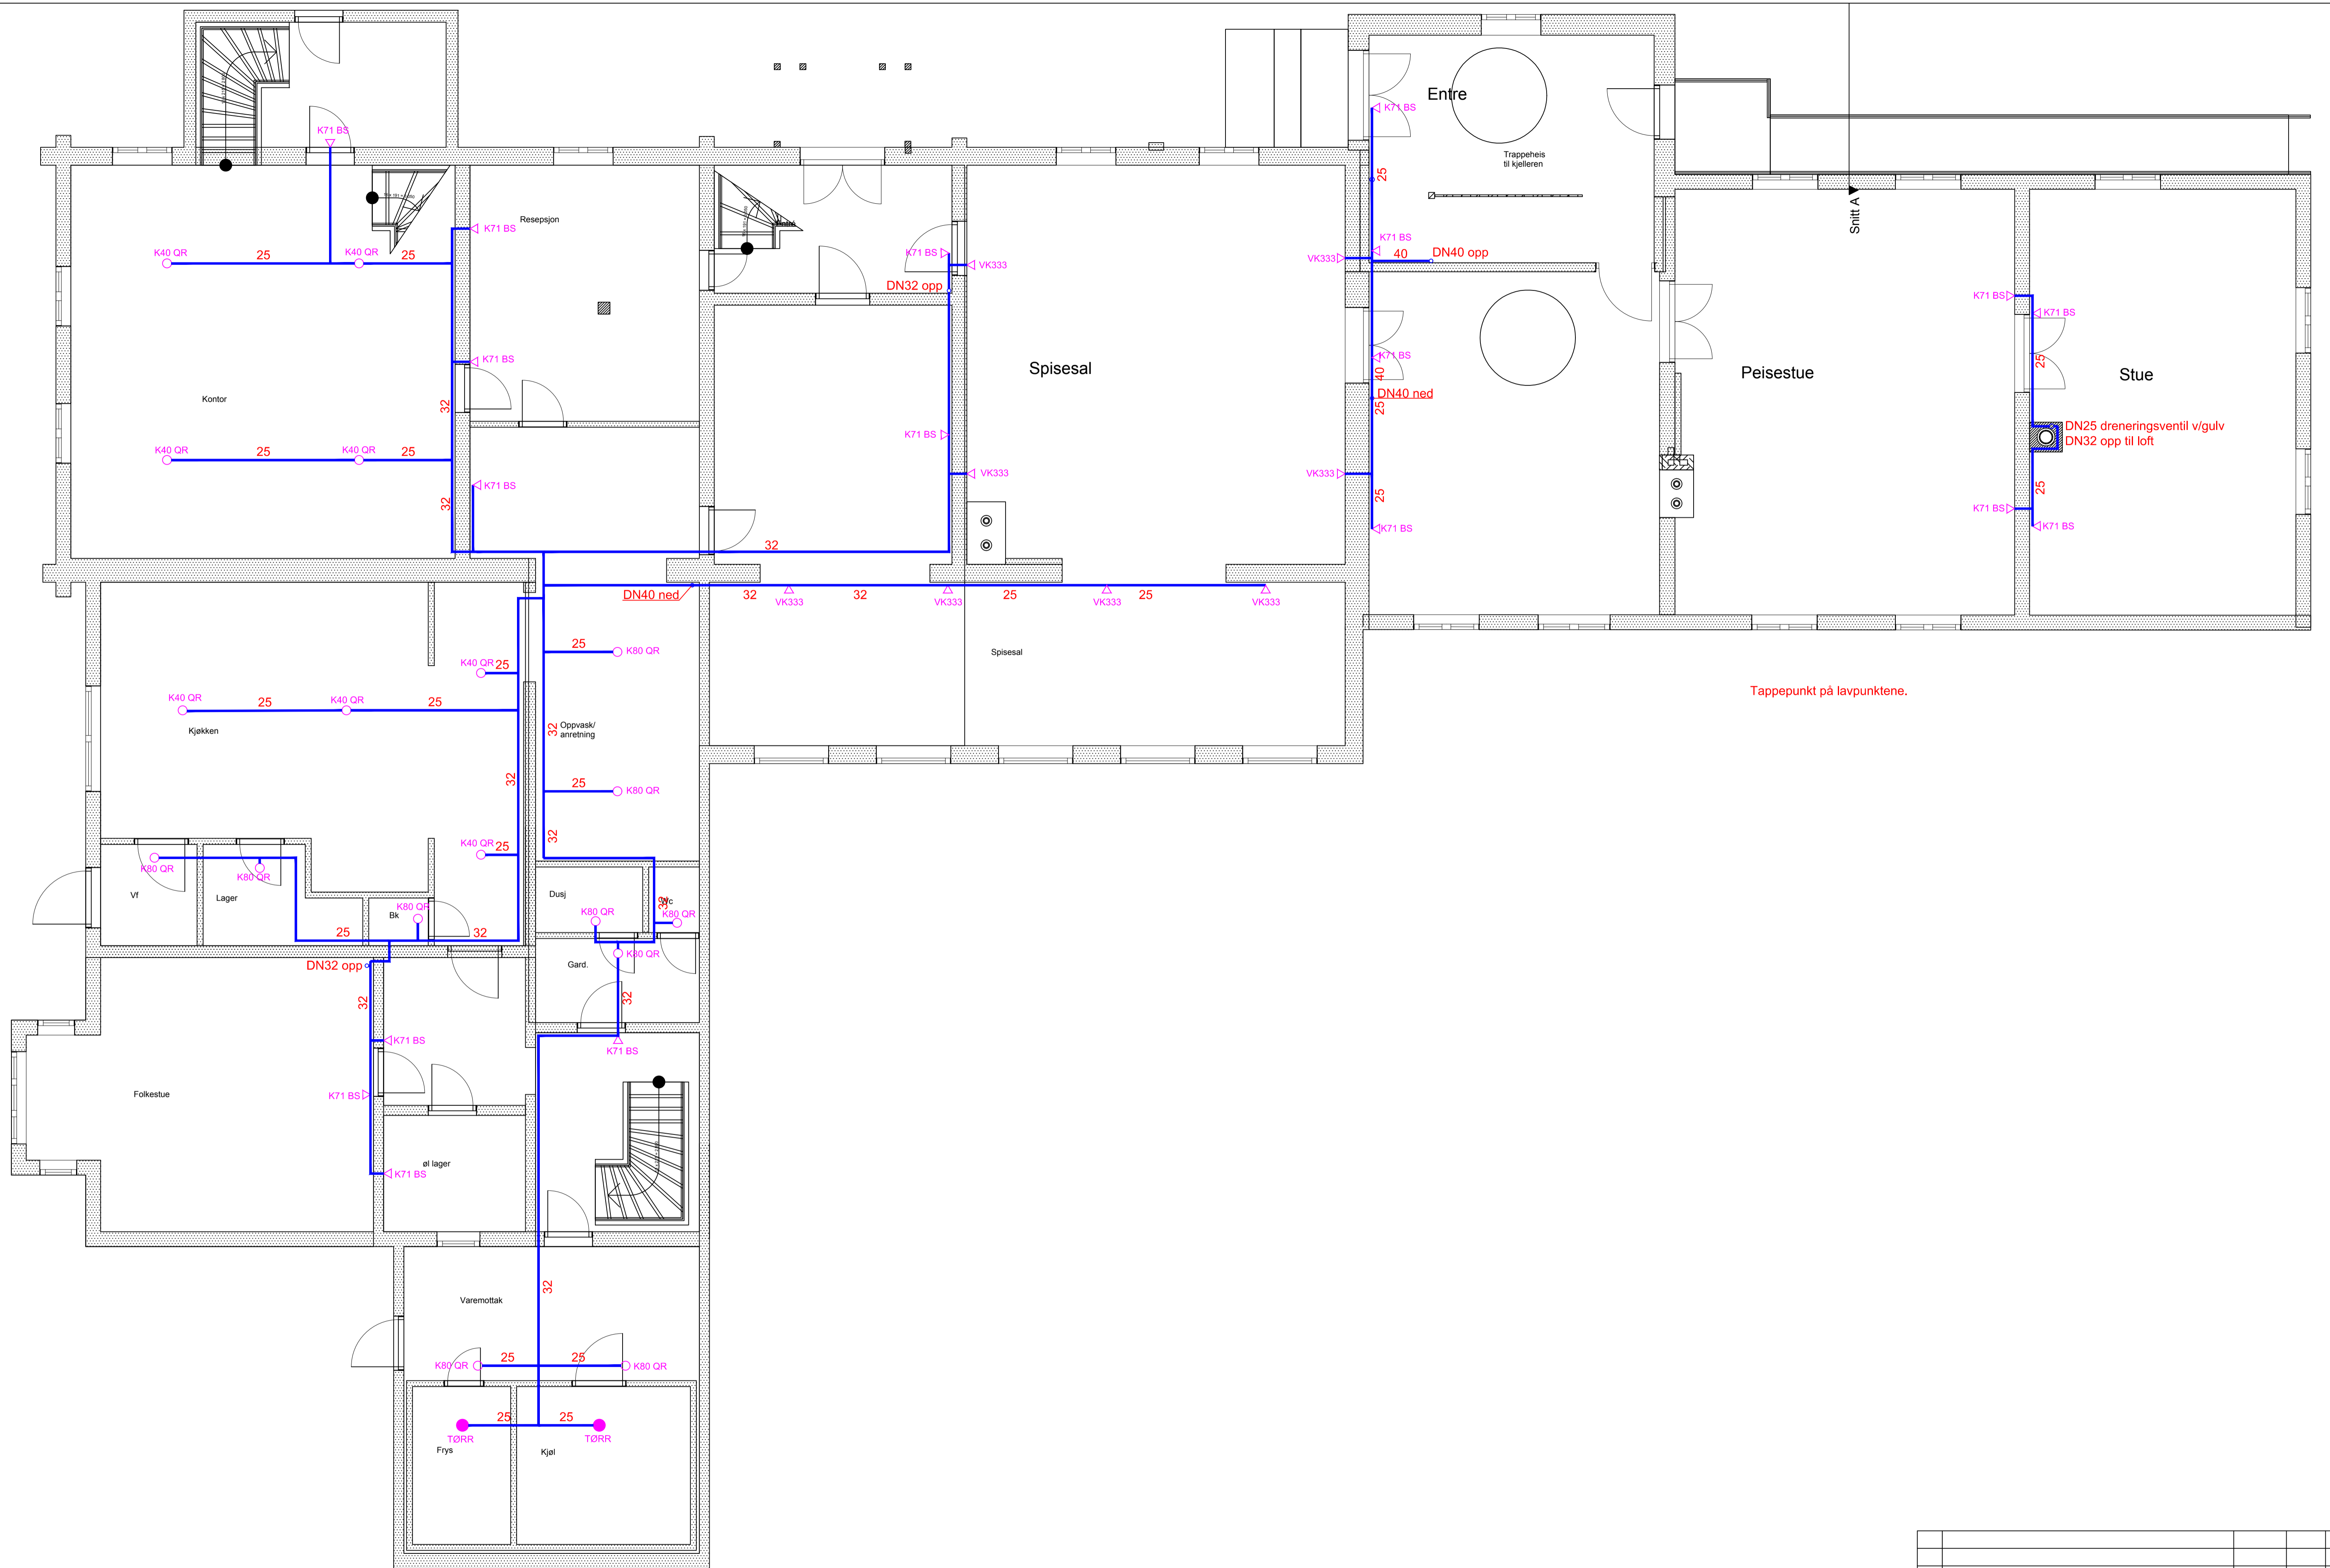 Entre
K71 BS
K71 BS
Trappeheis
til kjelleren
25
Snitt A
Resepsjon
K71 BS
Entré
K71 BS
K71 BS
K40 QR
25
K40 QR
25
VK333
VK333
40
DN40 opp
DN32 opp
K71 BS
K71 BS
K71 BS
K71 BS
25
Spisesal
Peisestue
Stue
40
DN40 ned
25
Kontor
32
K71 BS
DN25 dreneringsventil v/gulv
DN32 opp til loft
K40 QR
25
K40 QR
25
VK333
VK333
K71 BS
32
25
25
K71 BS
K71 BS
K71 BS
32
DN40 ned
32
VK333
32
VK333
25
VK333
25
VK333
25
K80 QR
Spisesal
K40 QR
25
Tappepunkt på lavpunktene.
K40 QR
25
K40 QR
25
Kjøkken
Oppvask/
anretning
32
32
25
K80 QR
K40 QR
25
32
K80 QR
K80 QR
Vf
Lager
Bk
K80 QR
Dusj
Wc
32
K80 QR
K80 QR
25
32
K80 QR
Gard.
DN32 opp
32
32
K71 BS
K71 BS
Folkestue
K71 BS
øl lager
K71 BS
32
Varemottak
K80 QR
25
25
K80 QR
25
25
TØRR
TØRR
Frys
Kjøl